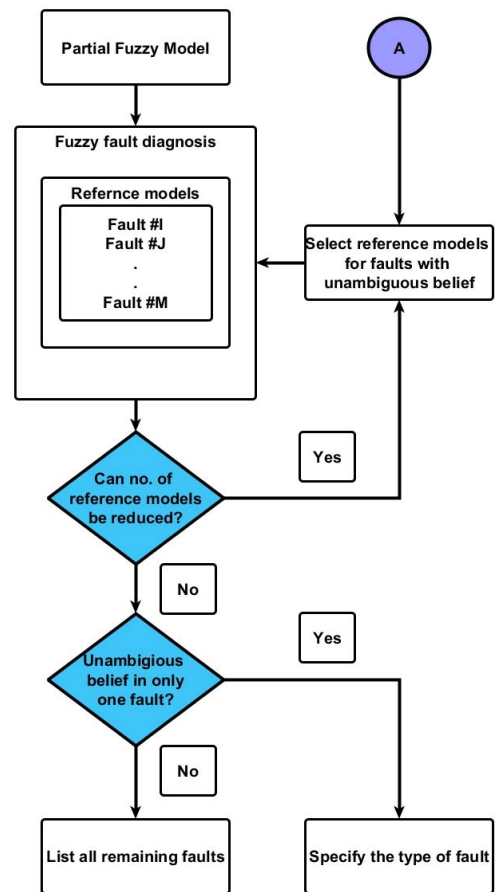 Partial Fuzzy Model
A
Fuzzy fault diagnosis
Refernce models
Fault #I
Fault #J
.
.
Fault #M
Select reference models
for faults with
unambiguous belief
Can no. of
reference models
be reduced?
Yes
No
Unambigious
belief in only
one fault?
Yes
No
List all remaining faults
Specify the type of fault